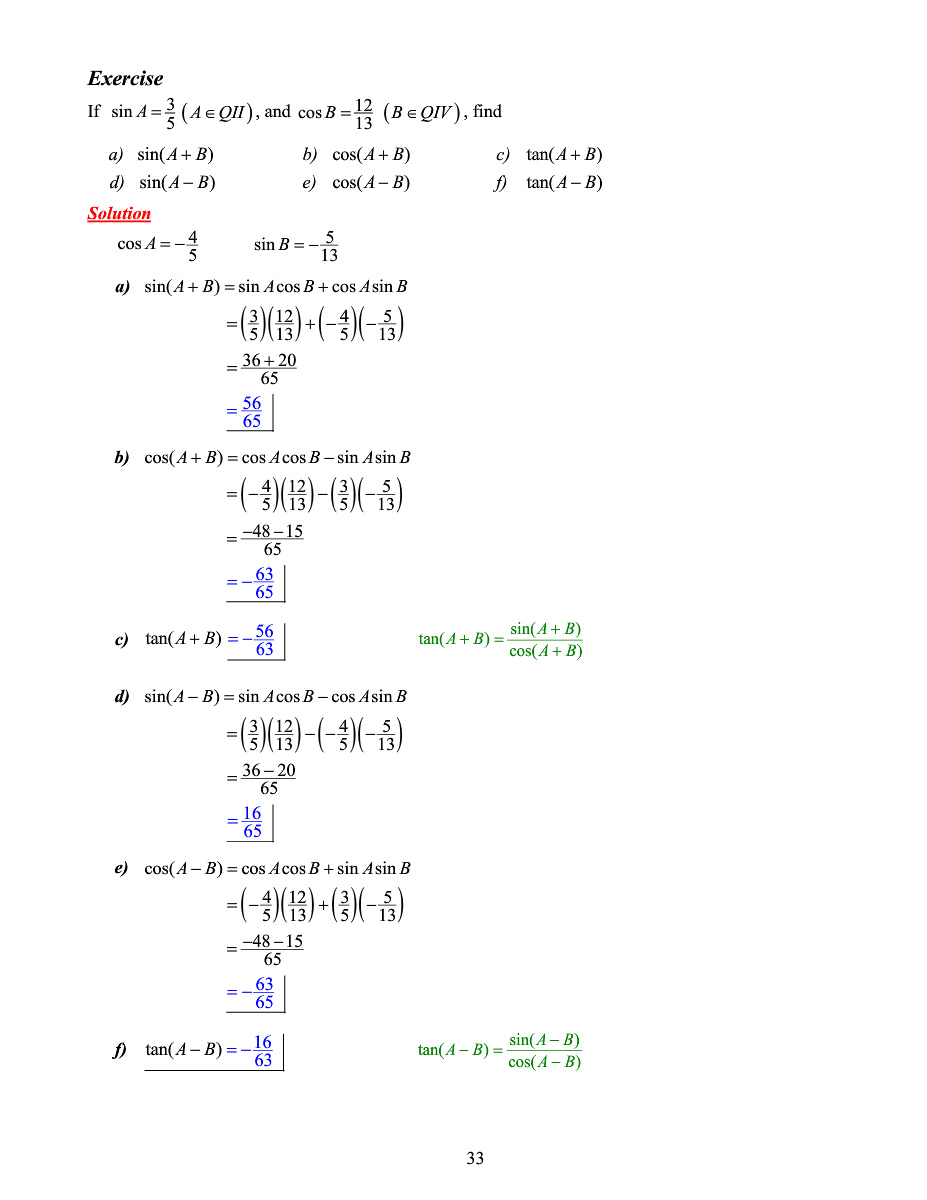 Exercise
If sin A = 3/5 (A ∈ QII), and cos B = 12/13 (B ∈ QIV), find
a) sin(A + B) b) cos(A + B) c) tan(A + B)
d) sin(A − B) e) cos(A − B) f) tan(A − B)
Solution
cos A = −4/5 sin B = −5/13
a) sin(A + B) = sin A cos B + cos A sin B
= (3/5)(12/13) + (−4/5)(−5/13)
= (36 + 20)/65
= 56/65
b) cos(A + B) = cos A cos B − sin A sin B
= (−4/5)(12/13) − (3/5)(−5/13)
= (−48 − 15)/65
= −63/65
c) tan(A + B) = −56/63 tan(A + B) = sin(A + B)/cos(A + B)
d) sin(A − B) = sin A cos B − cos A sin B
= (3/5)(12/13) − (−4/5)(−5/13)
= (36 − 20)/65
= 16/65
e) cos(A − B) = cos A cos B + sin A sin B
= (−4/5)(12/13) + (3/5)(−5/13)
= (−48 − 15)/65
= −63/65
f) tan(A − B) = −16/63 tan(A − B) = sin(A − B)/cos(A − B)
33